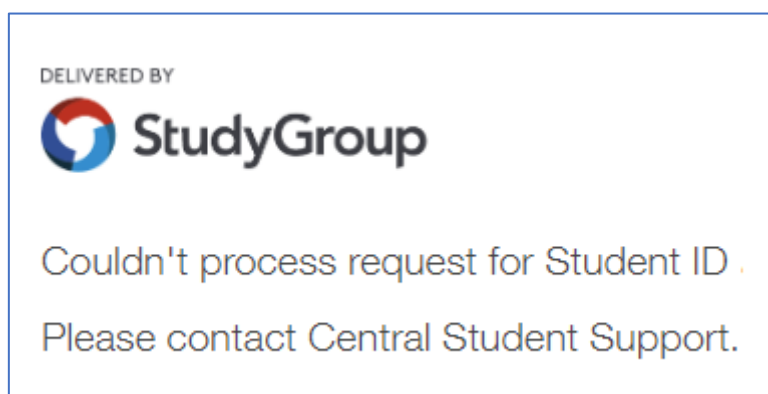 DELIVERED BY
StudyGroup
Couldn't process request for Student ID
Please contact Central Student Support.